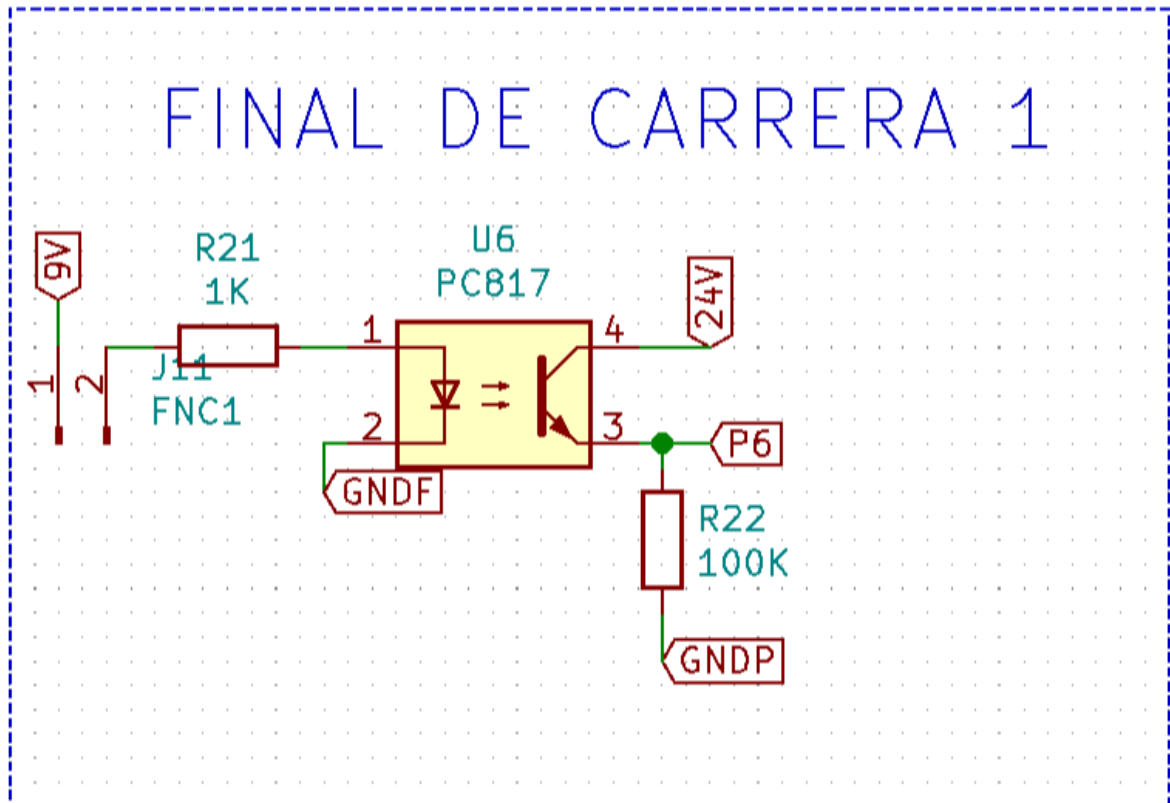 FINAL DE CARRERA 1
9V
R21
1K
U6
PC817
24V
1
2
J11
FNC1
1
2
4
3
GNDF
P6
R22
100K
GNDP